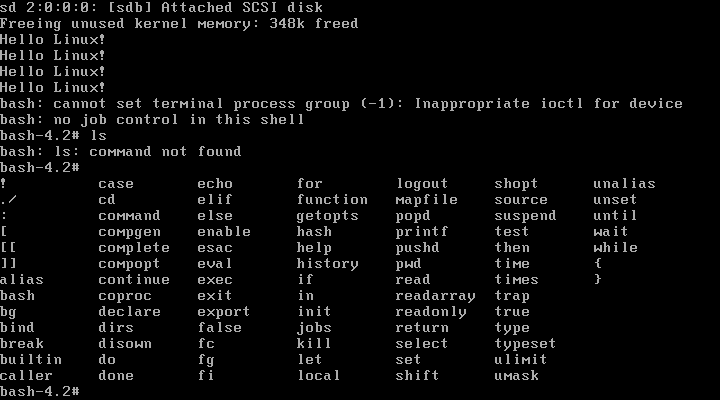 sd 2:0:0:0: [sdb] Attached SCSI disk
Freeing unused kernel memory: 348k freed
Hello Linux!
Hello Linux!
Hello Linux!
Hello Linux!
bash: cannot set terminal process group (-1): Inappropriate ioctl for device
bash: no job control in this shell
bash-4.2# ls
bash: ls: command not found
bash-4.2#
! case echo for logout shopt unalias
./ cd elif function mapfile source unset
: command else getopts popd suspend until
[ compgen enable hash printf test wait
[[ complete esac help pushd then while
]] compopt eval history pwd time {
alias continue exec if read times }
bash coproc exit in readarray trap
bg declare export init readonly true
bind dirs false jobs return type
break disown fc kill select typeset
builtin do fg let set ulimit
caller done fi local shift umask
bash-4.2#